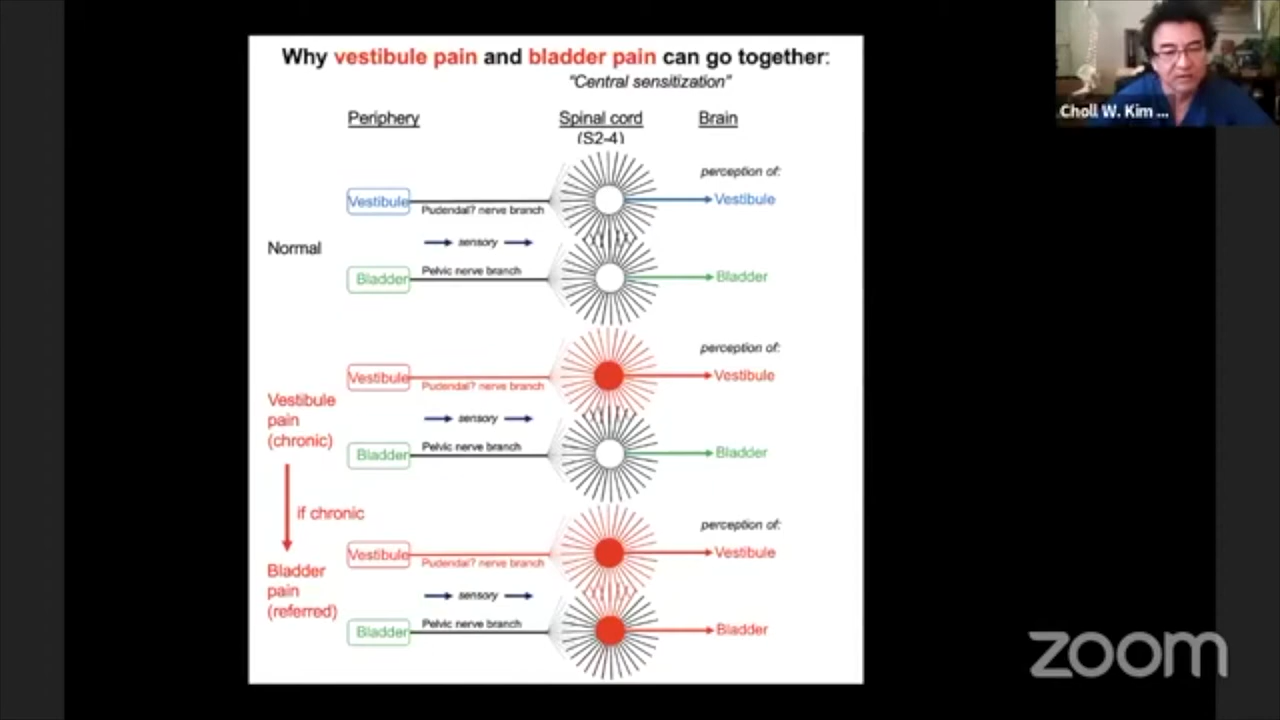 Why vestibule pain and bladder pain can go together:
"Central sensitization"
Periphery
Spinal cord
(S2-4)
Brain
perception of:
Vestibule
Pudendal? nerve branch
Vestibule
Normal
sensory
Bladder
Pelvic nerve branch
Bladder
perception of:
Vestibule
Pudendal? nerve branch
Vestibule
Vestibule
pain
(chronic)
sensory
Bladder
Pelvic nerve branch
Bladder
if chronic
perception of:
Vestibule
Pudendal? nerve branch
Vestibule
Bladder
pain
(referred)
sensory
Bladder
Pelvic nerve branch
Bladder
Choll W. Kim ...
zoom